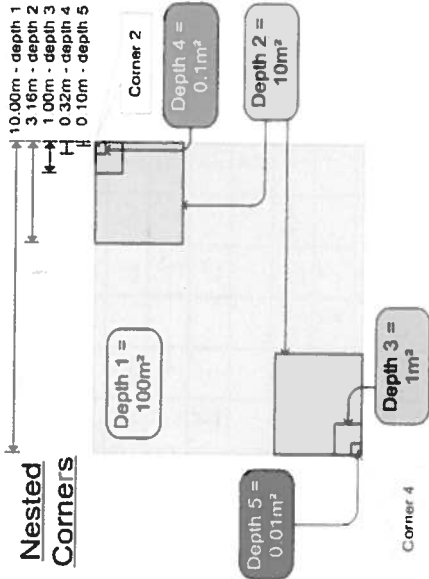 Nested
Corners
10.00m - depth 1
3.16m - depth 2
1.00m - depth 3
0.32m - depth 4
0.10m - depth 5
Corner 2
Depth 4 =
0.1m²
Depth 2 =
10m²
Depth 1 =
100m²
Depth 5 =
0.01m²
Depth 3 =
1m²
Corner 4